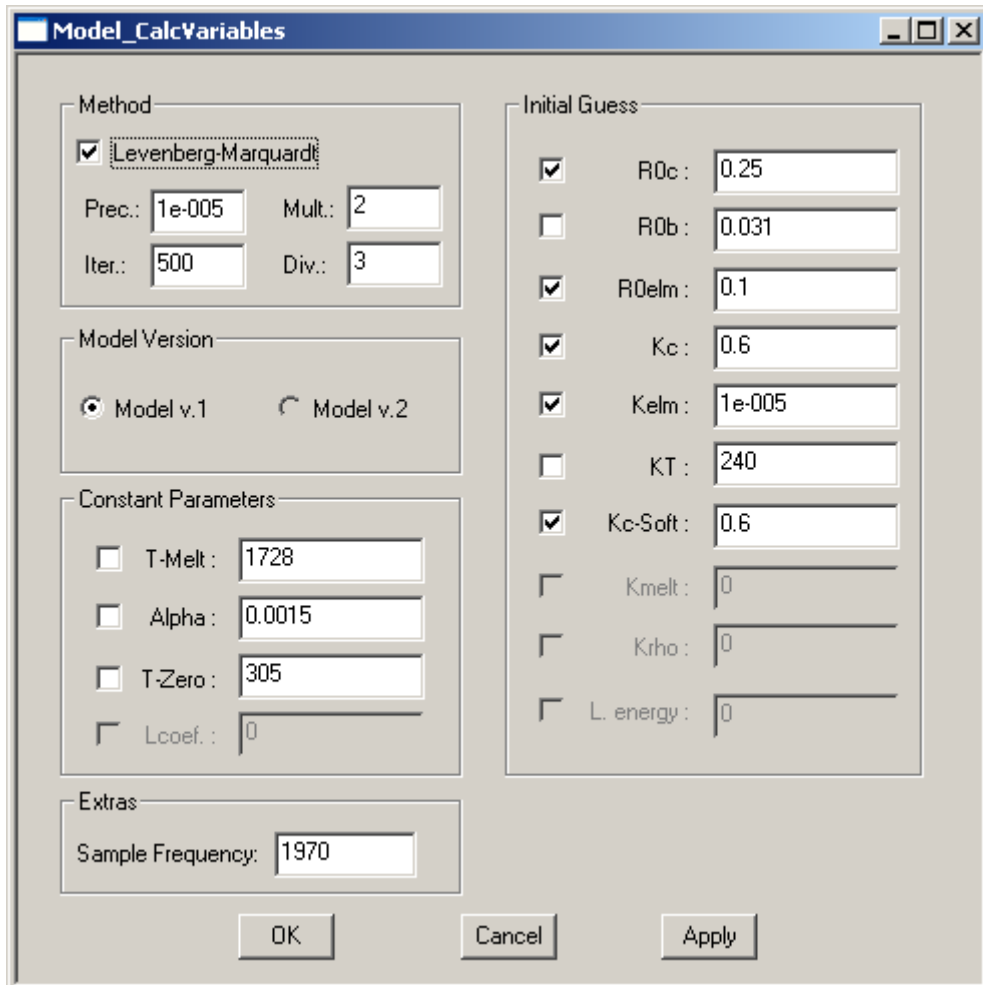 Model_CalcVariables
Method
Levenberg-Marquardt
Prec.: 1e-005 Mult.: 2
Iter.: 500 Div.: 3
Model Version
Model v.1 Model v.2
Constant Parameters
T-Melt : 1728
Alpha : 0.0015
T-Zero : 305
Lcoef. : 0
Extras
Sample Frequency: 1970
Initial Guess
R0c : 0.25
R0b : 0.031
R0elm : 0.1
Kc : 0.6
Kelm : 1e-005
KT : 240
Kc-Soft : 0.6
Kmelt : 0
Krho : 0
L. energy : 0
OK Cancel Apply